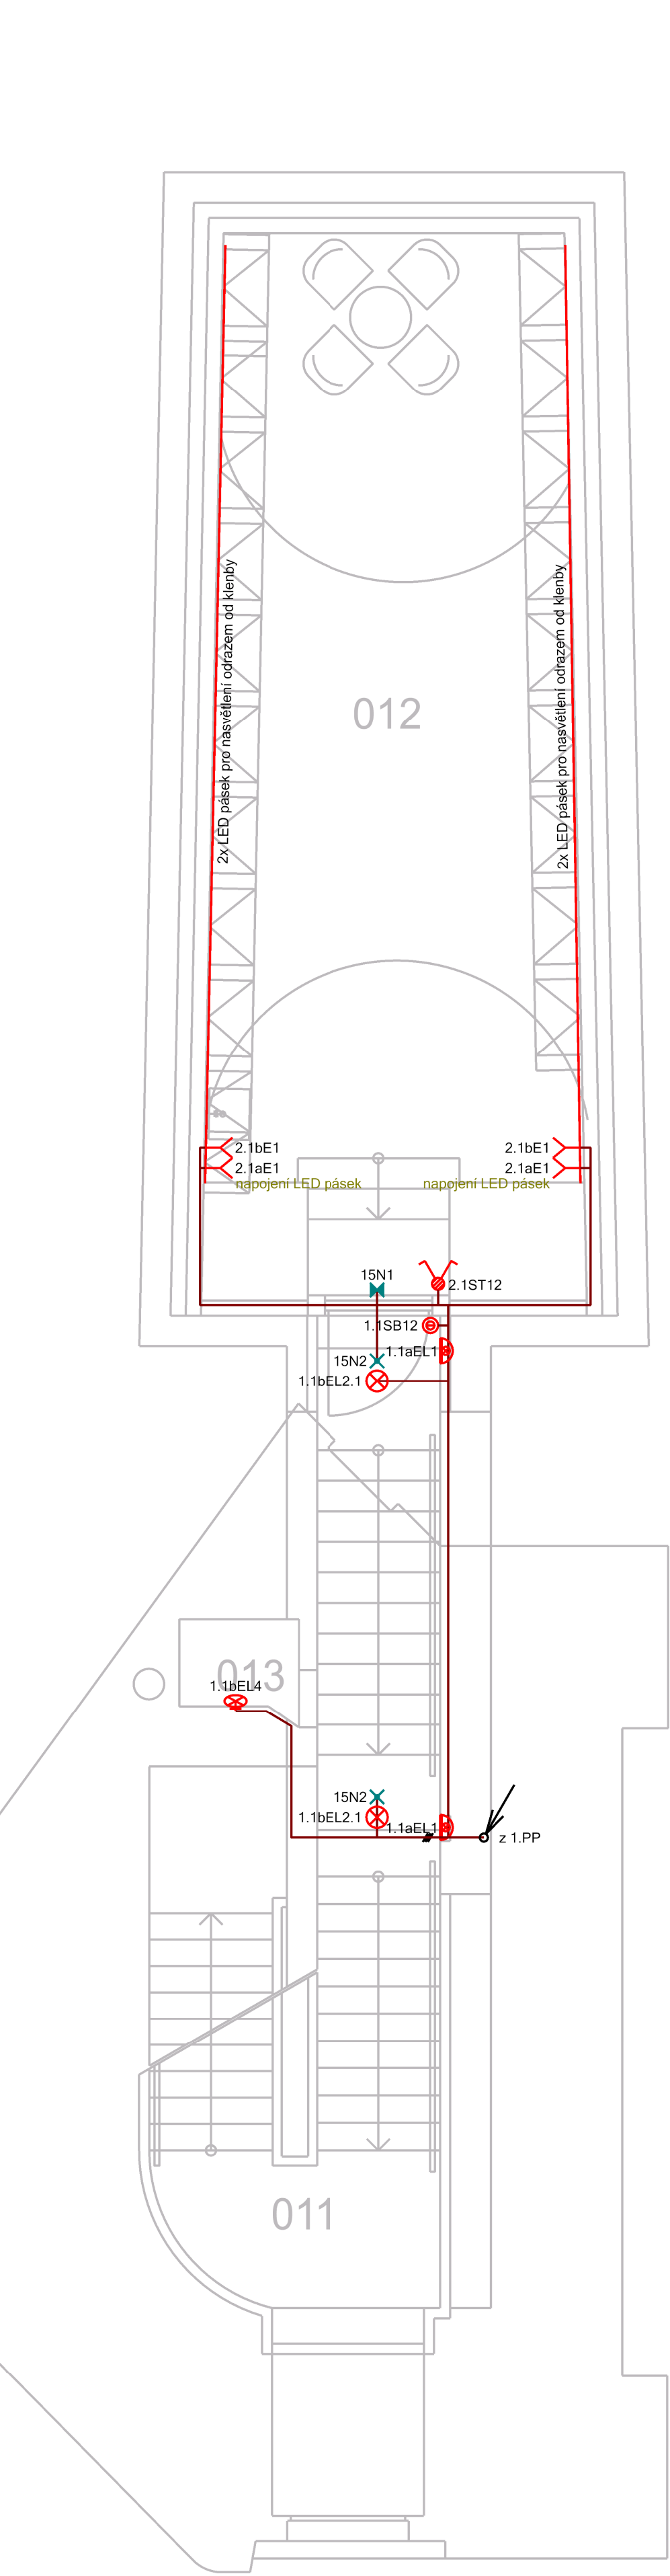 2x LED pásek pro nasvětlení odrazem od klenby
2x LED pásek pro nasvětlení odrazem od klenby
012
2.1bE1
2.1bE1
2.1aE1
2.1aE1
napojení LED pásek
napojení LED pásek
15N1
2.1ST12
1.1SB12
1.1aEL1
15N2
1.1bEL2.1
013
1.1bEL4
15N2
1.1bEL2.1
1.1aEL1
z 1.PP
011